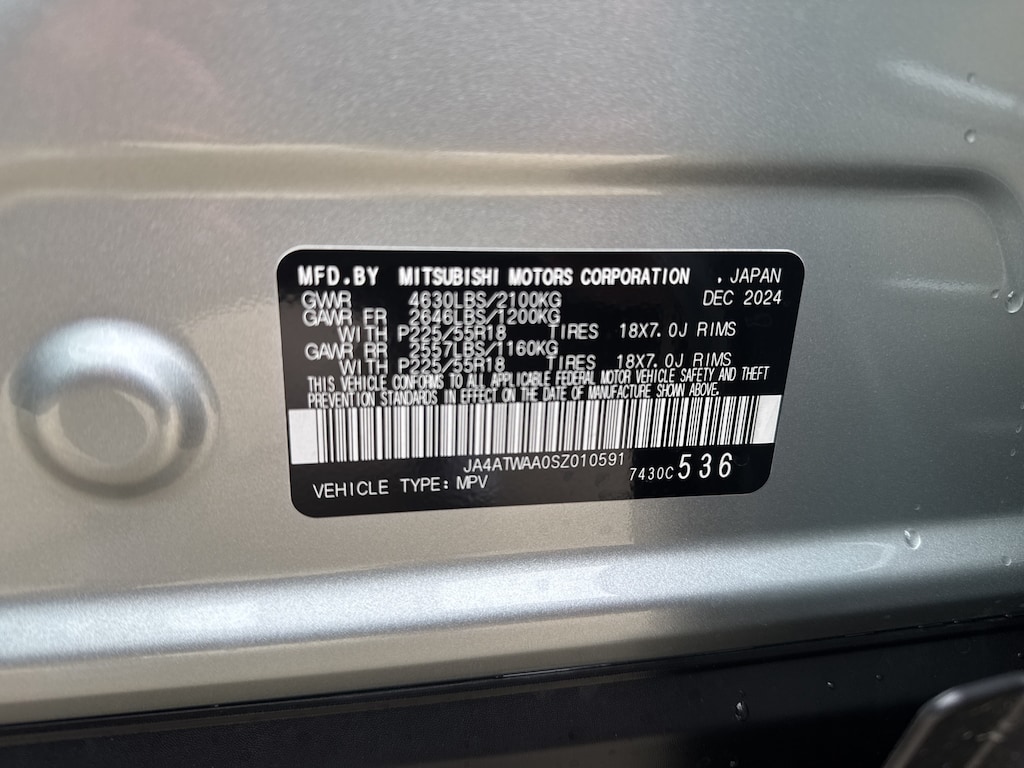 MFD.BY MITSUBISHI MOTORS CORPORATION . JAPAN
GVWR 4630LBS/2100KG DEC 2024
GAWR FR 2646LBS/1200KG
WITH P225/55R18 TIRES 18X7.0J RIMS
GAWR RR 2557LBS/1160KG
WITH P225/55R18 TIRES 18X7.0J RIMS
THIS VEHICLE CONFORMS TO ALL APPLICABLE FEDERAL MOTOR VEHICLE SAFETY AND THEFT
PREVENTION STANDARDS IN EFFECT ON THE DATE OF MANUFACTURE SHOWN ABOVE.
JA4ATWAA0SZ010591
7430C 536
VEHICLE TYPE: MPV